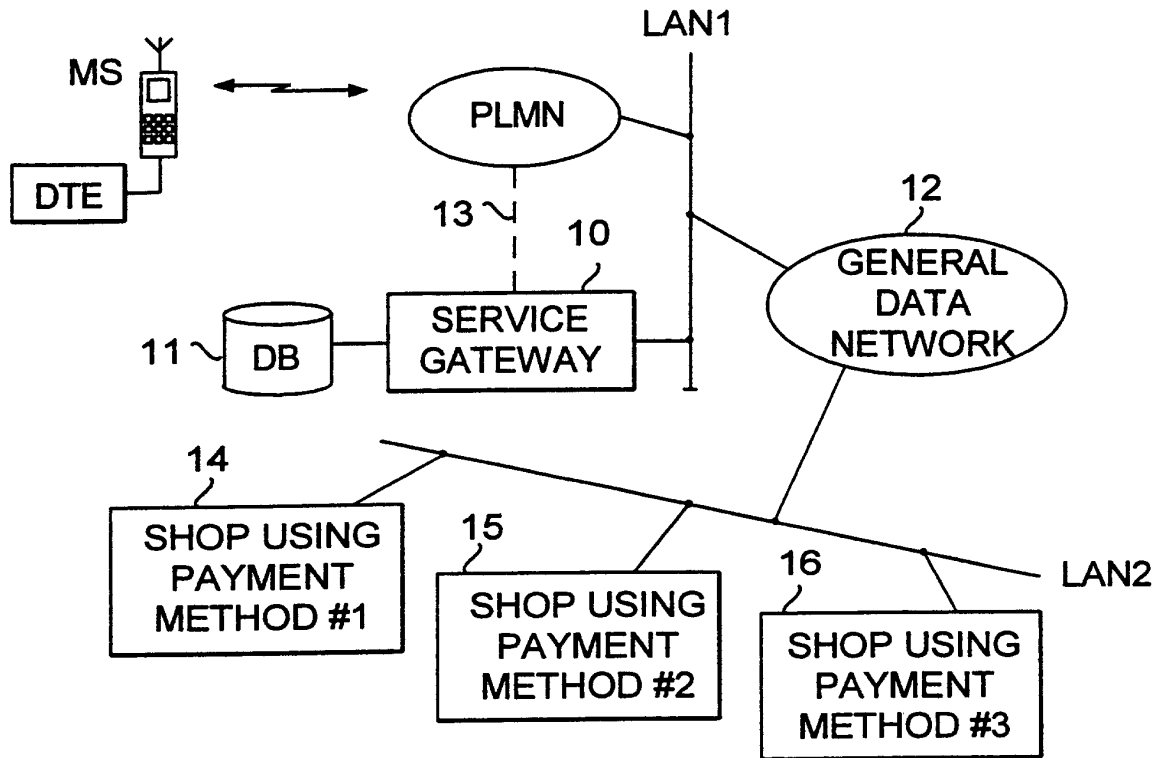 LAN1
MS
PLMN
DTE
13
10
12
GENERAL
DATA
NETWORK
SERVICE
GATEWAY
11
DB
14
SHOP USING
PAYMENT
METHOD #1
15
SHOP USING
PAYMENT
METHOD #2
16
SHOP USING
PAYMENT
METHOD #3
LAN2